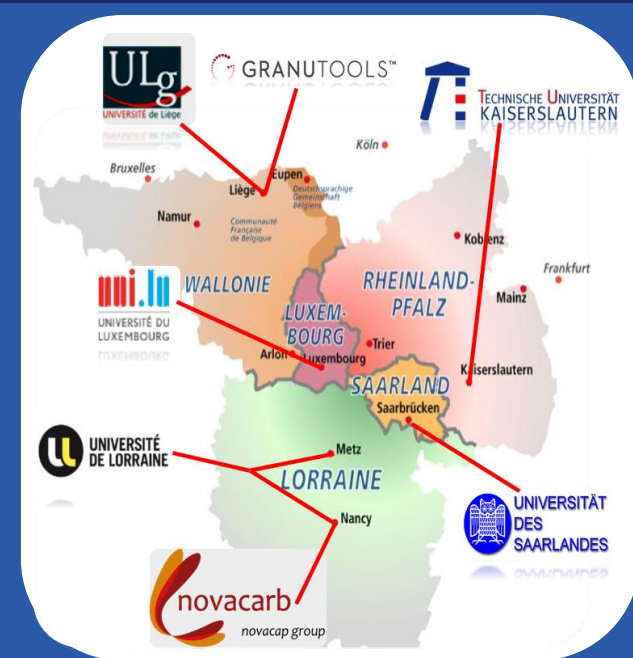 ULg
UNIVERSITÉ de Liège
GRANUTOOLS™
TECHNISCHE UNIVERSITÄT
KAISERSLAUTERN
Köln
Bruxelles
Eupen
Liège
Deutschsprachige
Gemeinschaft
Belgiens
Namur
Communauté
Française
de Belgique
Koblenz
Frankfurt
uni.lu
UNIVERSITÉ DU
LUXEMBOURG
WALLONIE
RHEINLAND-
PFALZ
Mainz
LUXEM-
BOURG
Trier
Arlon
Luxembourg
Kaiserslautern
SAARLAND
Saarbrücken
UNIVERSITÉ
DE LORRAINE
Metz
LORRAINE
Nancy
UNIVERSITÄT
DES
SAARLANDES
novacarb
novacap group